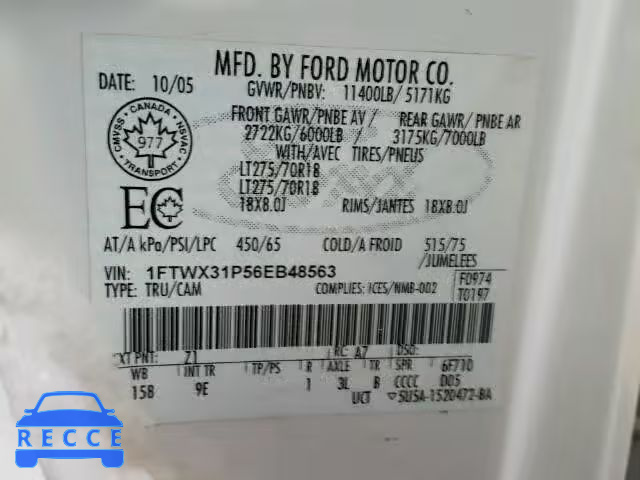 MFD. BY FORD MOTOR CO.
DATE: 10/05 GVWR/PNBV: 11400LB/ 5171KG
FRONT GAWR/PNBE AV / REAR GAWR/ PNBE AR
2722KG/6000LB 3175KG/7000LB
WITH/AVEC TIRES/PNEUS
LT275/70R18
LT275/70R18
18X8.0J RIMS/JANTES 18X8.0J
CANADA
CMVSS NSVAC
977
TRANSPORT
EC
AT/A kPa/PSI/LPC 450/65 COLD/A FROID 515/75
/JUMELEES
VIN: 1FTWX31P56EB48563
TYPE: TRU/CAM COMPLIES: ICES/NMB-002
F0974
T0197
EXT PNT: Z1 RC: A7 DSO:
WB INT TR TP/PS R AXLE TR SPR 6F710
158 9E 1 3L B CCCC DD5
UCT ▽5U5A-1520472-BA
RECCE